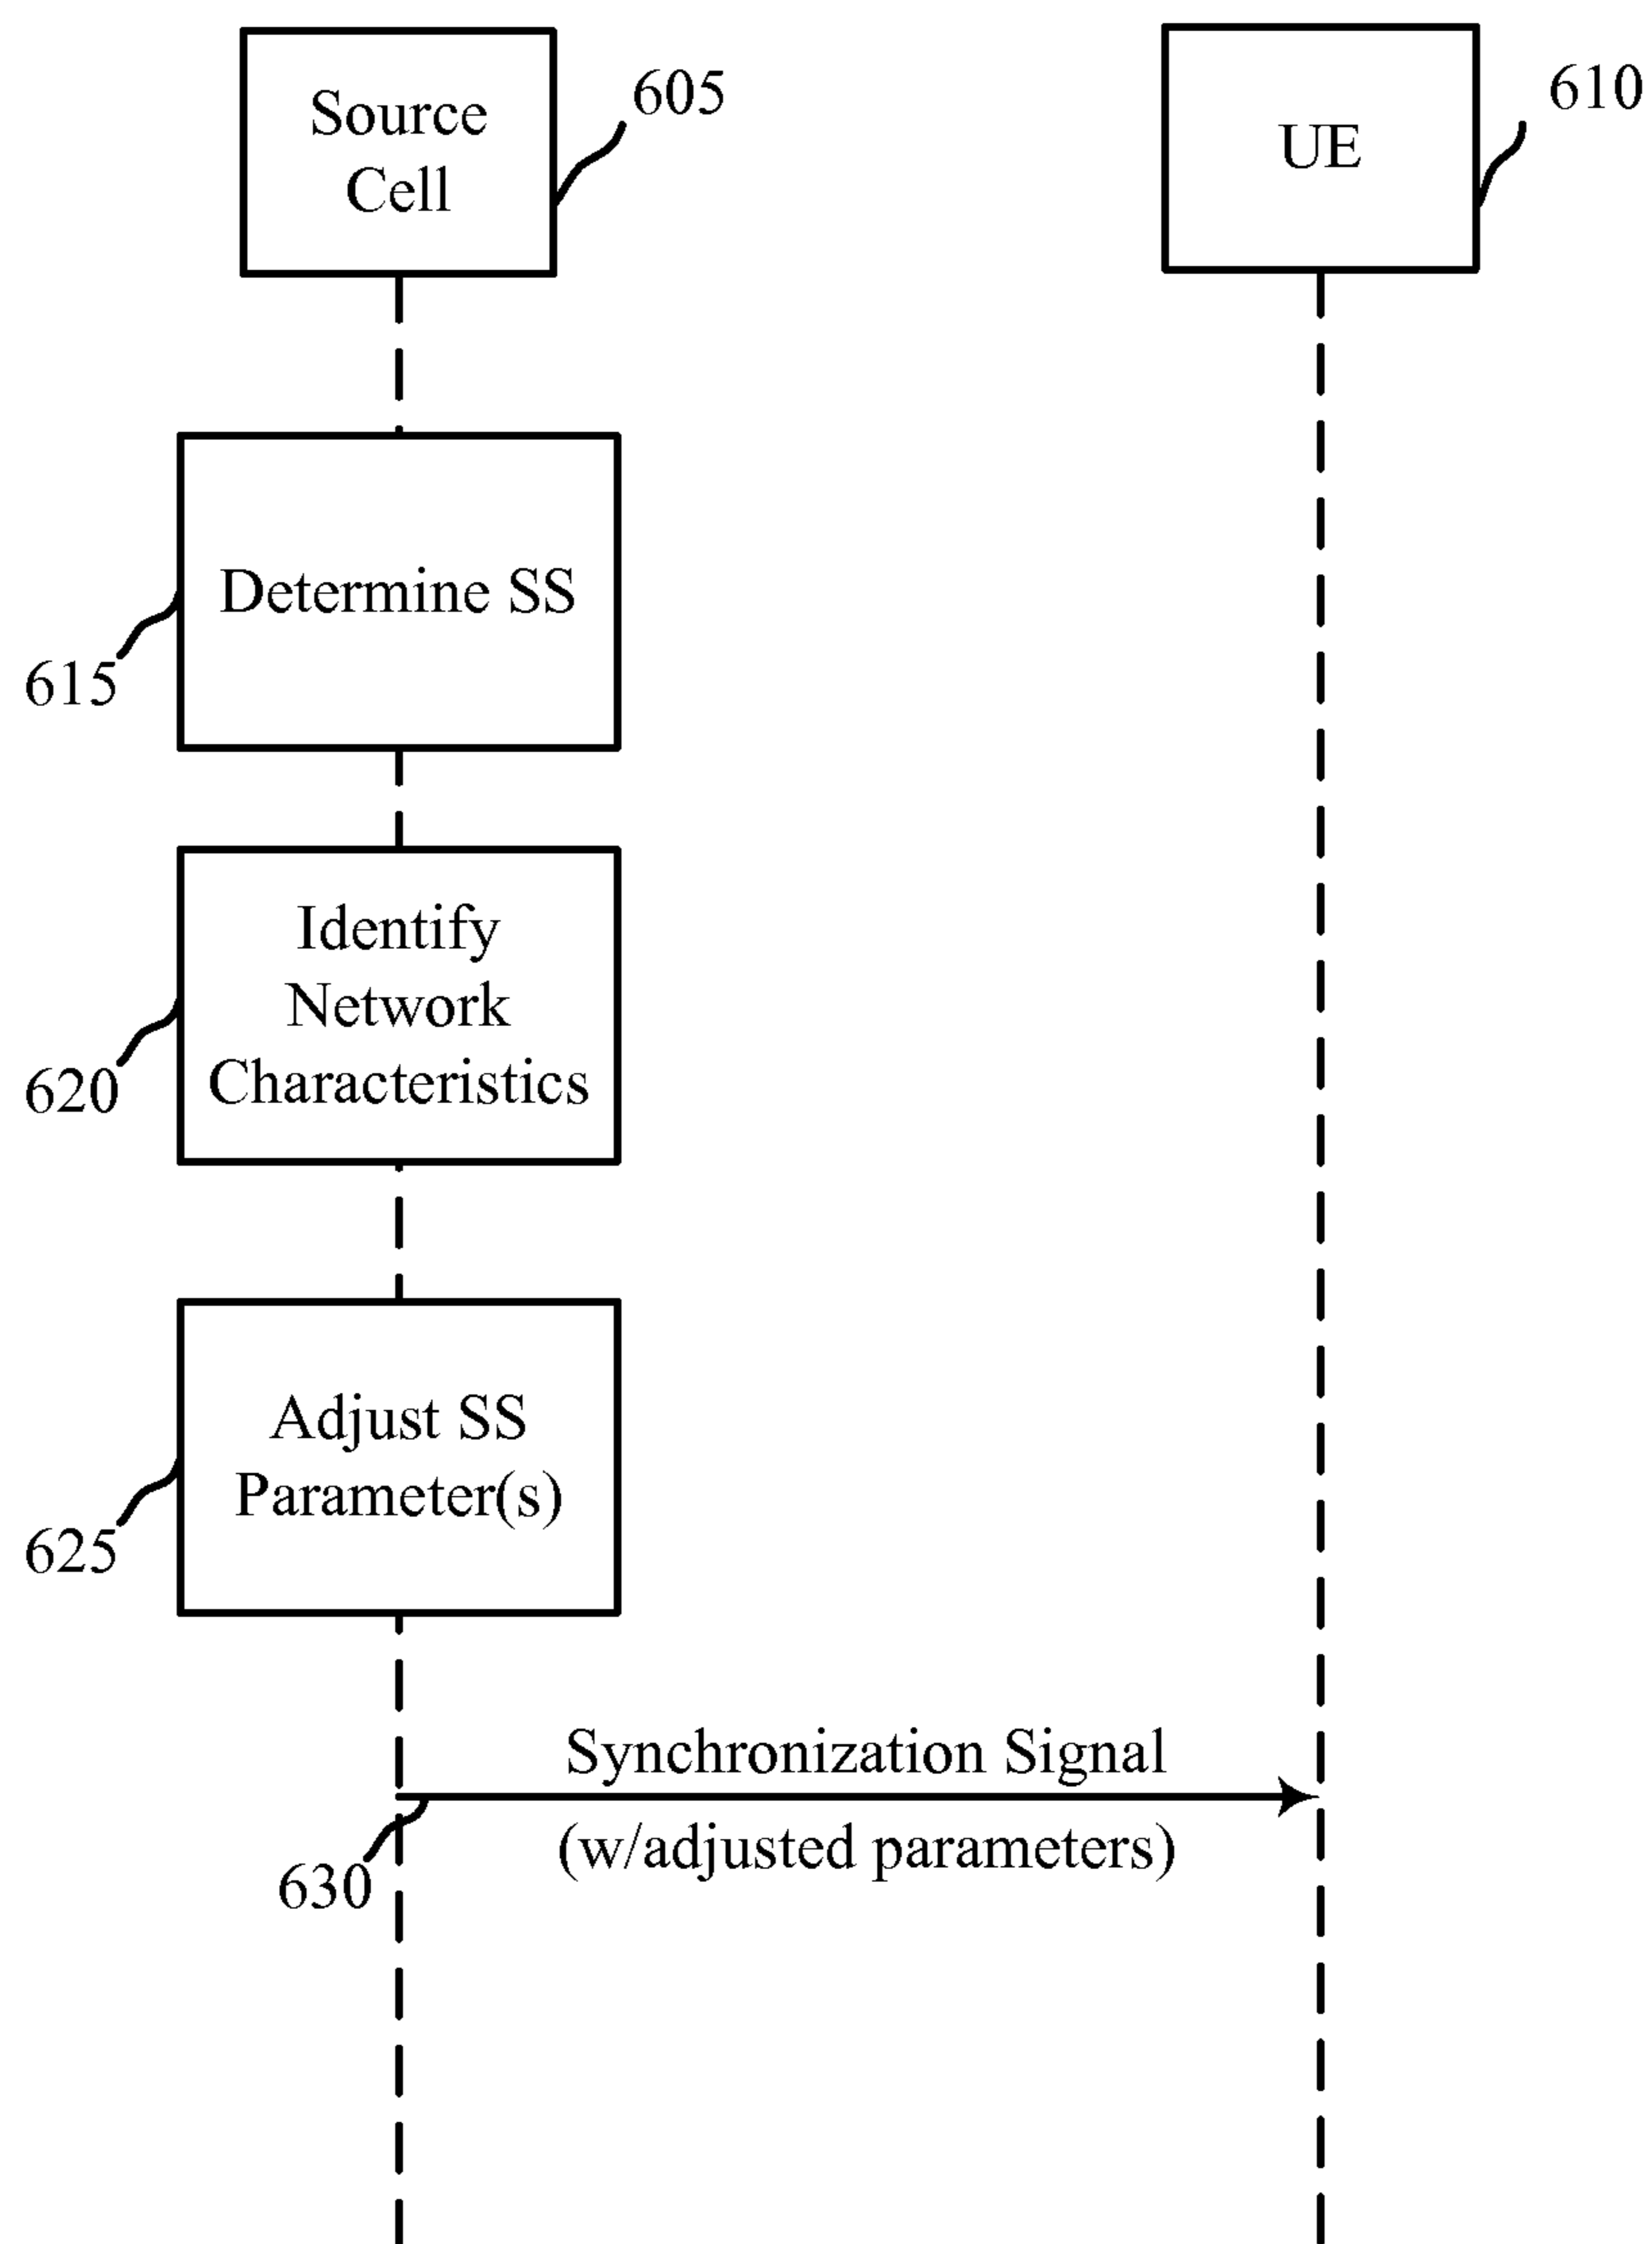 Source
Cell
605
UE
610
Determine SS
615
Identify
Network
Characteristics
620
Adjust SS
Parameter(s)
625
Synchronization Signal
(w/adjusted parameters)
630